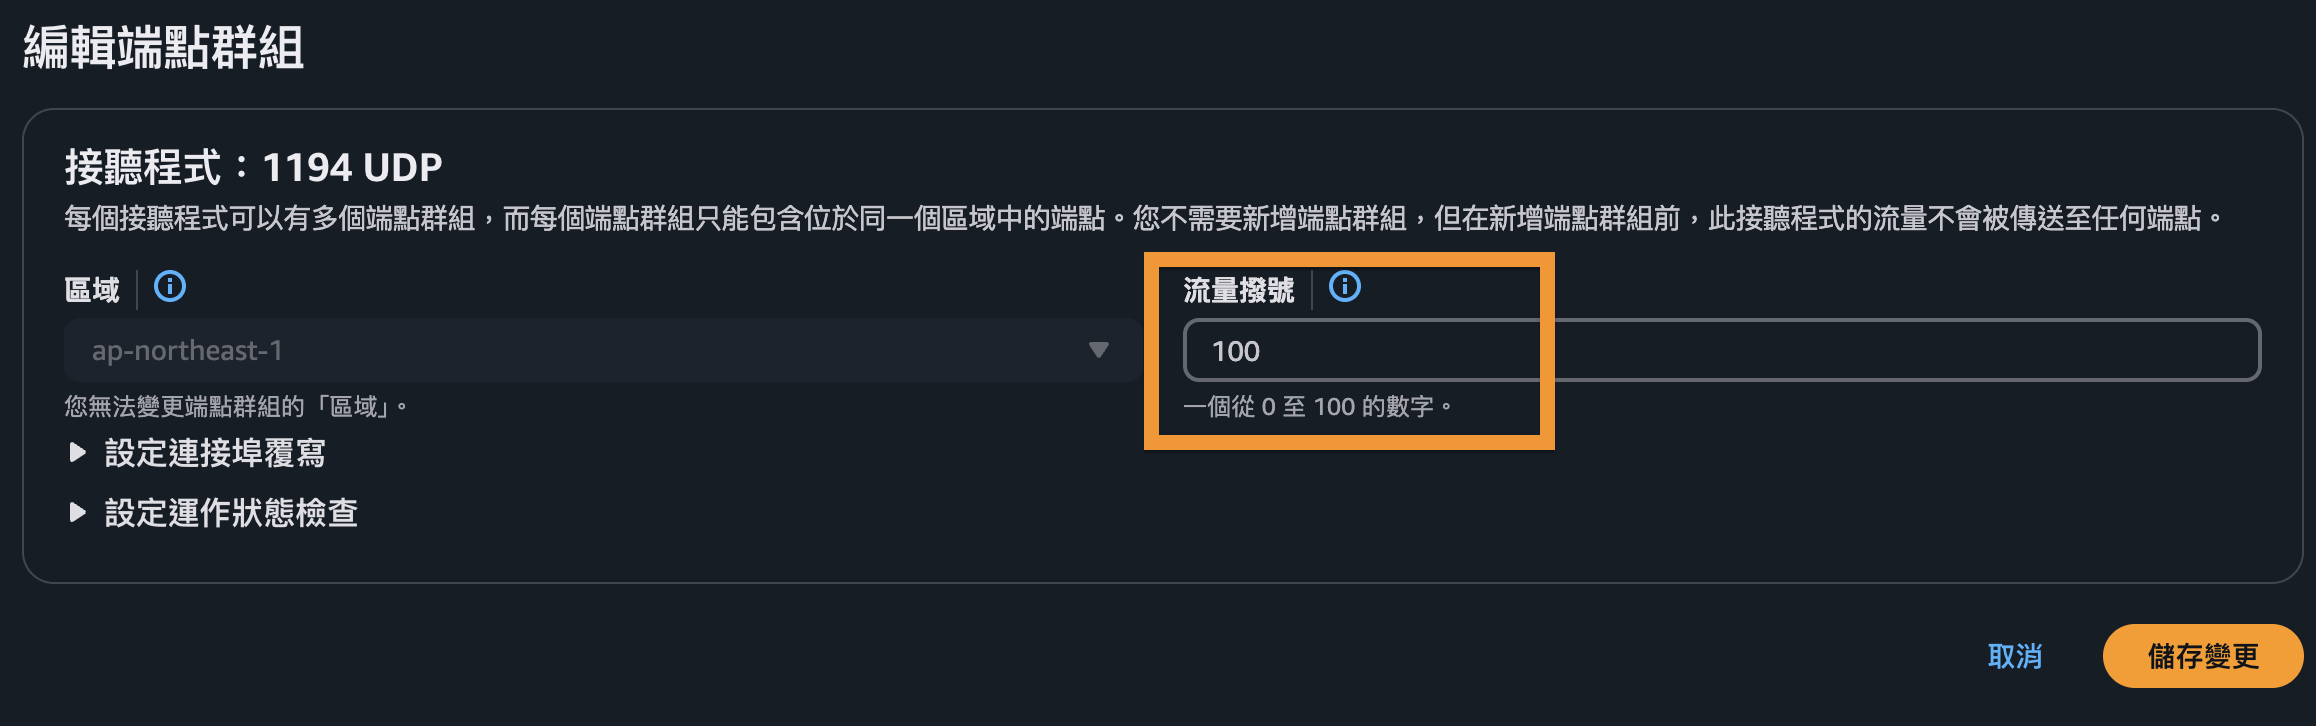 編輯端點群組
接聽程式：1194 UDP
每個接聽程式可以有多個端點群組，而每個端點群組只能包含位於同一個區域中的端點。您不需要新增端點群組，但在新增端點群組前，此接聽程式的流量不會被傳送至任何端點。
區域
ap-northeast-1
您無法變更端點群組的「區域」。
流量撥號
100
一個從 0 至 100 的數字。
設定連接埠覆寫
設定運作狀態檢查
取消
儲存變更